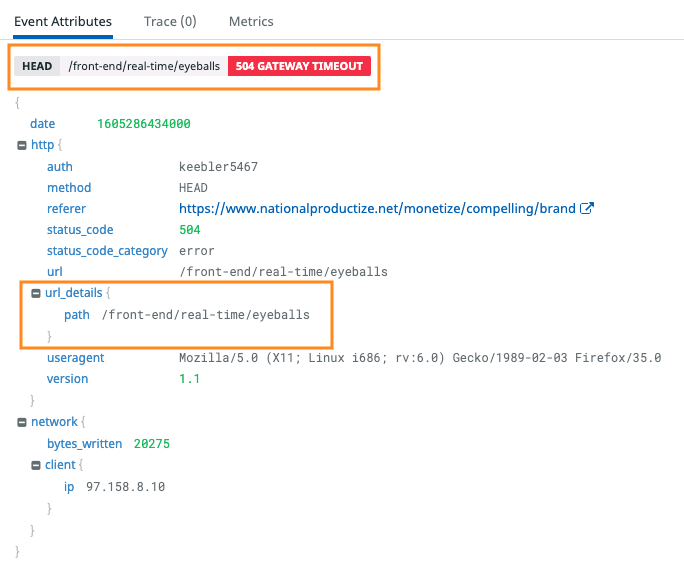 Event Attributes Trace (0) Metrics
HEAD /front-end/real-time/eyeballs 504 GATEWAY TIMEOUT
{
date 1605286434000
http {
auth keebler5467
method HEAD
referer https://www.nationalproductize.net/monetize/compelling/brand
status_code 504
status_code_category error
url /front-end/real-time/eyeballs
url_details {
path /front-end/real-time/eyeballs
}
useragent Mozilla/5.0 (X11; Linux i686; rv:6.0) Gecko/1989-02-03 Firefox/35.0
version 1.1
}
network {
bytes_written 20275
client {
ip 97.158.8.10
}
}
}